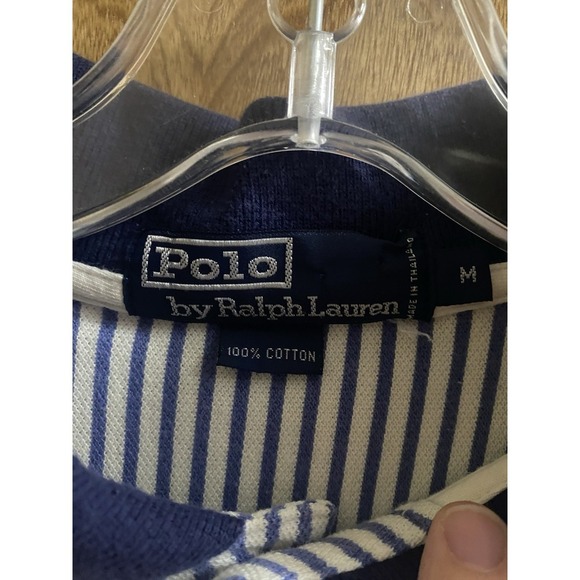 Polo
by Ralph Lauren
MADE IN THAILAND
M
100% COTTON